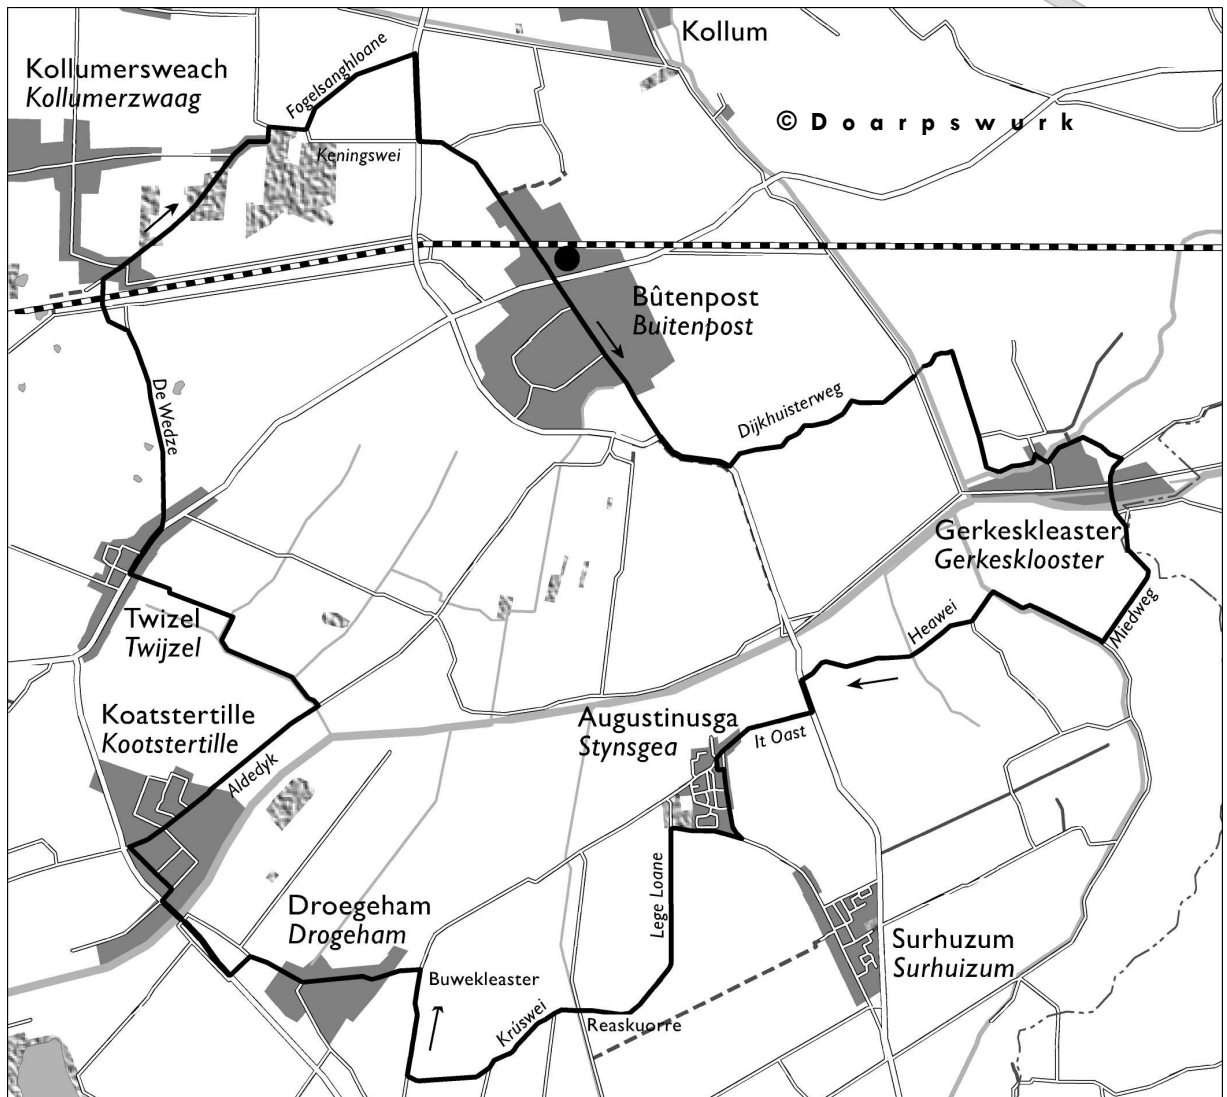 Kollum
Kollumersweach
Kollumerzwaag
Fogelsanghloane
© Doarpswurk
Keningswei
Bûtenpost
Buitenpost
De Wedze
Dijkhuisterweg
Gerkeskleaster
Gerkesklooster
Twizel
Twijzel
Heawei
Miedweg
Koatstertille
Kootstertille
Augustinusga
Stynsgea
It Oast
Aldedyk
Lege Loane
Droegeham
Drogeham
Surhuzum
Surhuizum
Buwekleaster
Krúswei
Reaskuorre